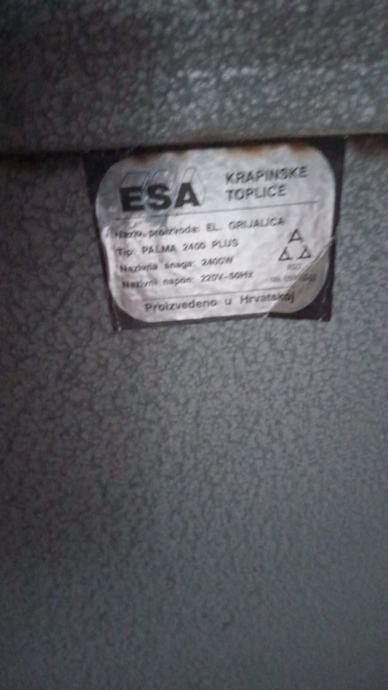 ESA
KRAPINSKE
TOPLICE
Naziv proizvoda: EL. GRIJALICA
Tip: PALMA 2400 PLUS
Nazivna snaga: 2400W
Nazivni napon: 220V-50Hz
Proizvedeno u Hrvatskoj